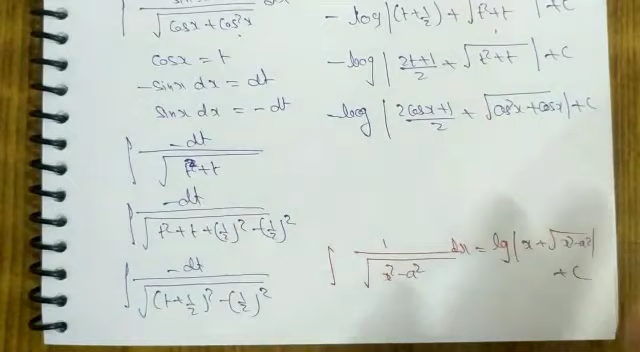 ∫ sinx / √(cosx + cos²x) dx
cosx = t
-sinx dx = dt
sinx dx = -dt
∫ -dt / √(t²+t)
∫ -dt / √(t²+t+(1/2)²-(1/2)²)
∫ -dt / √((t+1/2)²-(1/2)²)
-log|(t+1/2) + √(t²+t)| + C
-log|(2t+1)/2 + √(t²+t)| + C
-log|(2cosx+1)/2 + √(cos²x+cosx)| + C
∫ 1/√(x²-a²) dx = log|x+√(x²-a²)|
+C